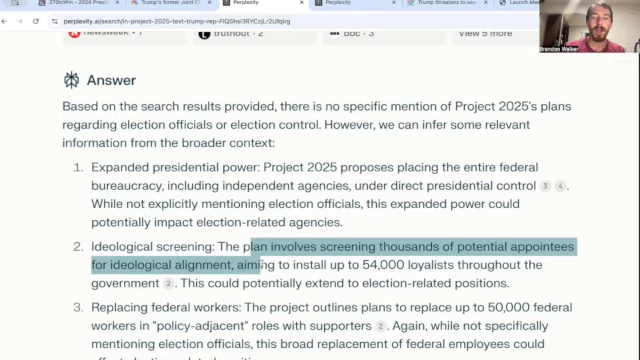 270toWin - 2024 Presi
Trump's former Joint C
Perplexity
Perplexity
Trump threatens to use
Launch Ideol
perplexity.ai/search/in-project-2025-text-trump-rep
newsweek · 1
truthout · 2
bbc · 3
View 5 more
Brandon Walker
Answer
Based on the search results provided, there is no specific mention of Project 2025's plans
regarding election officials or election control. However, we can infer some relevant
information from the broader context:
1. Expanded presidential power: Project 2025 proposes placing the entire federal
bureaucracy, including independent agencies, under direct presidential control 3 4 .
While not explicitly mentioning election officials, this expanded power could
potentially impact election-related agencies.
2. Ideological screening: The plan involves screening thousands of potential appointees
for ideological alignment, aiming to install up to 54,000 loyalists throughout the
government 2 . This could potentially extend to election-related positions.
3. Replacing federal workers: The project outlines plans to replace up to 50,000 federal
workers in "policy-adjacent" roles with supporters 2 . Again, while not specifically
mentioning election officials, this broad replacement of federal employees could